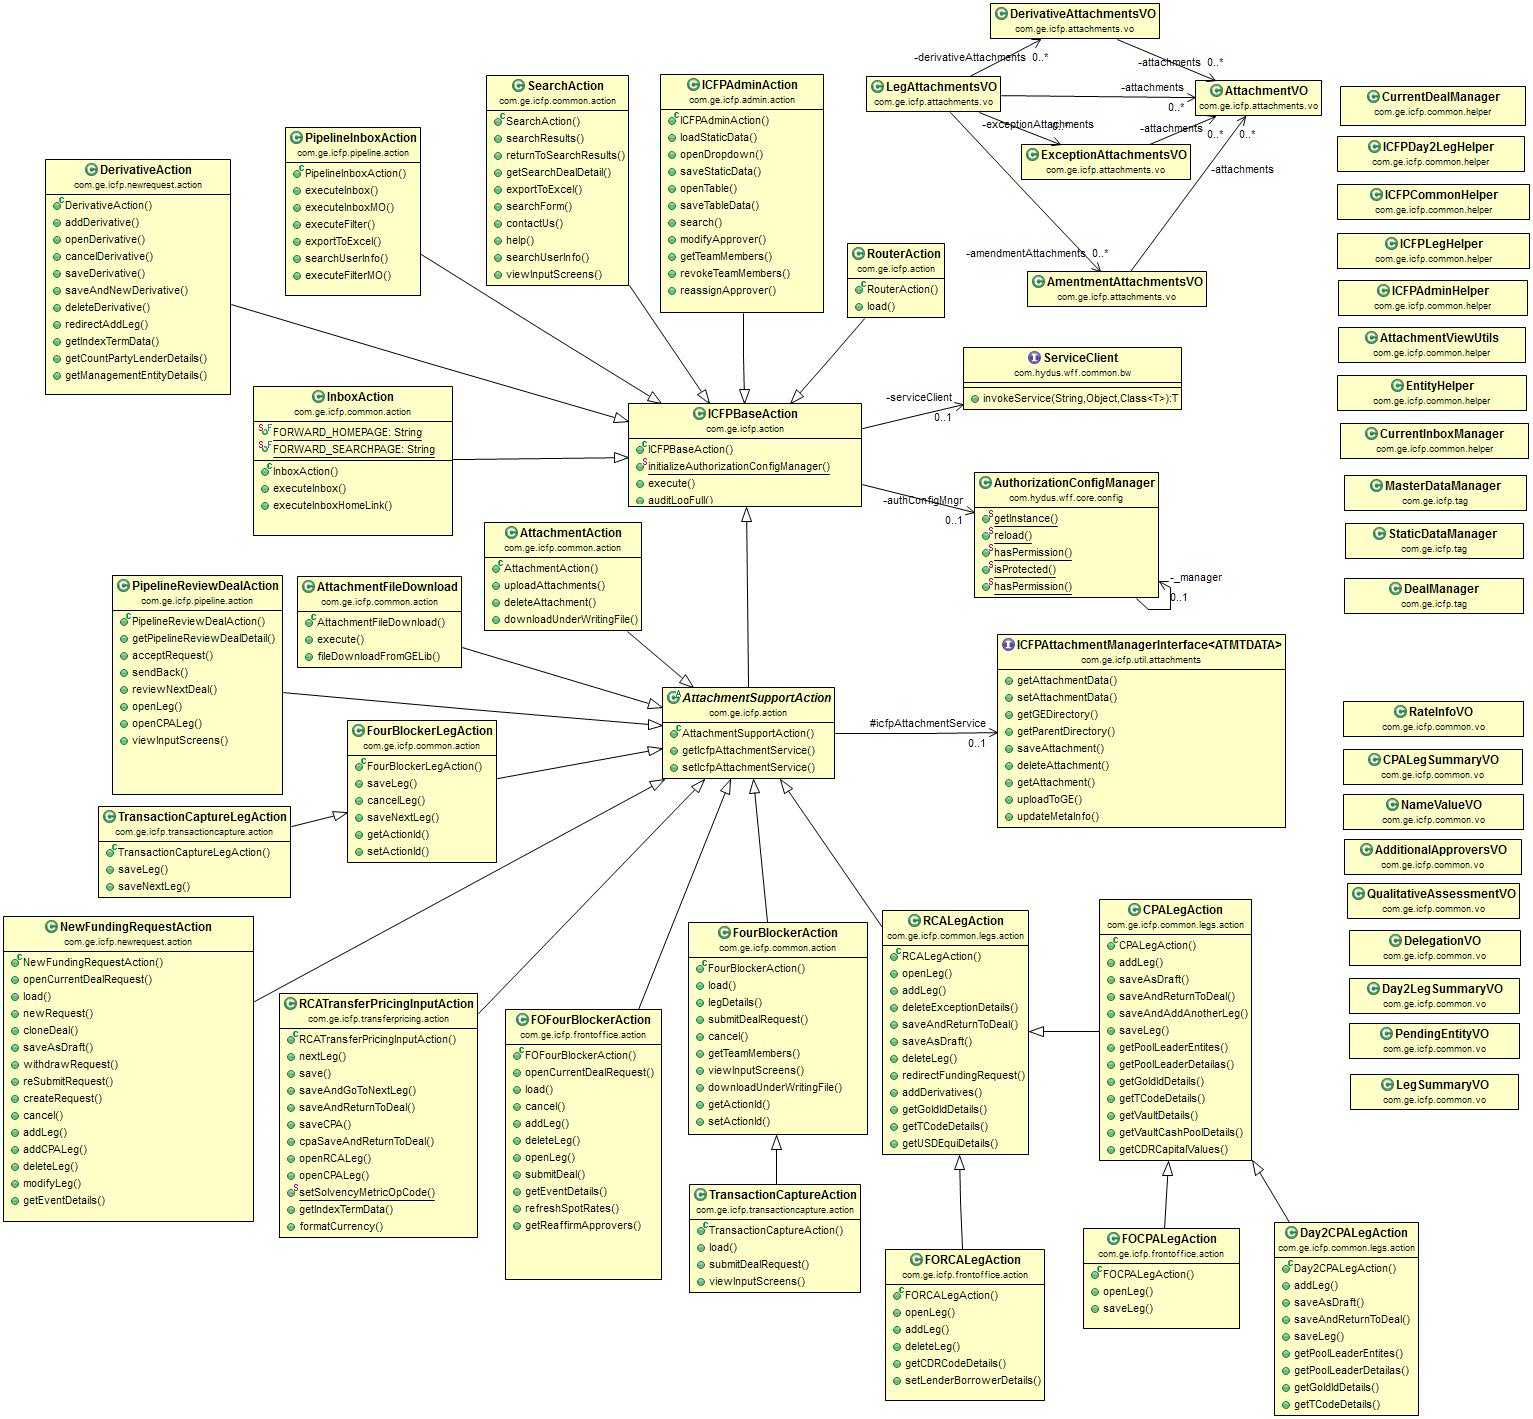 DerivativeAttachmentsVO
com.ge.icfp.attachments.vo
-derivativeAttachments 0..*
-attachments 0..*
LegAttachmentsVO
com.ge.icfp.attachments.vo
-attachments
0..*
AttachmentVO
com.ge.icfp.attachments.vo
-exceptionAttachments
-attachments
0..*
0..*
ExceptionAttachmentsVO
com.ge.icfp.attachments.vo
-attachments
-amendmentAttachments 0..*
AmentmentAttachmentsVO
com.ge.icfp.attachments.vo
SearchAction
com.ge.icfp.common.action
SearchAction()
searchResults()
returnToSearchResults()
getSearchDealDetail()
exportToExcel()
searchForm()
contactUs()
help()
searchUserInfo()
viewInputScreens()
ICFPAdminAction
com.ge.icfp.admin.action
ICFPAdminAction()
loadStaticData()
openDropdown()
saveStaticData()
openTable()
saveTableData()
search()
modifyApprover()
getTeamMembers()
revokeTeamMembers()
reassignApprover()
PipelineInboxAction
com.ge.icfp.pipeline.action
PipelineInboxAction()
executeInbox()
executeInboxMO()
executeFilter()
exportToExcel()
searchUserInfo()
executeFilterMO()
DerivativeAction
com.ge.icfp.newrequest.action
DerivativeAction()
addDerivative()
openDerivative()
cancelDerivative()
saveDerivative()
saveAndNewDerivative()
deleteDerivative()
redirectAddLeg()
getIndexTermData()
getCountPartyLenderDetails()
getManagementEntityDetails()
RouterAction
com.ge.icfp.action
RouterAction()
load()
InboxAction
com.ge.icfp.common.action
FORWARD_HOMEPAGE: String
FORWARD_SEARCHPAGE: String
InboxAction()
executeInbox()
executeInboxHomeLink()
ICFPBaseAction
com.ge.icfp.action
ICFPBaseAction()
initializeAuthorizationConfigManager()
execute()
auditLogFull()
-serviceClient
0..1
ServiceClient
com.hydus.wff.common.bw
invokeService(String,Object,Class<T>):T
-authConfigMngr
0..1
AuthorizationConfigManager
com.hydus.wff.core.config
getInstance()
reload()
hasPermission()
isProtected()
hasPermission()
-_manager
0..1
AttachmentAction
com.ge.icfp.common.action
AttachmentAction()
uploadAttachments()
deleteAttachment()
downloadUnderWritingFile()
PipelineReviewDealAction
com.ge.icfp.pipeline.action
PipelineReviewDealAction()
getPipelineReviewDealDetail()
acceptRequest()
sendBack()
reviewNextDeal()
openLeg()
openCPALeg()
viewInputScreens()
AttachmentFileDownload
com.ge.icfp.common.action
AttachmentFileDownload()
execute()
fileDownloadFromGELib()
AttachmentSupportAction
com.ge.icfp.action
AttachmentSupportAction()
getIcfpAttachmentService()
setIcfpAttachmentService()
#icfpAttachmentService
0..1
ICFPAttachmentManagerInterface<ATMTDATA>
com.ge.icfp.util.attachments
getAttachmentData()
setAttachmentData()
getGEDirectory()
getParentDirectory()
saveAttachment()
deleteAttachment()
getAttachment()
uploadToGE()
updateMetaInfo()
FourBlockerLegAction
com.ge.icfp.common.action
FourBlockerLegAction()
saveLeg()
cancelLeg()
saveNextLeg()
getActionId()
setActionId()
TransactionCaptureLegAction
com.ge.icfp.transactioncapture.action
TransactionCaptureLegAction()
saveLeg()
saveNextLeg()
NewFundingRequestAction
com.ge.icfp.newrequest.action
NewFundingRequestAction()
openCurrentDealRequest()
load()
newRequest()
cloneDeal()
saveAsDraft()
withdrawRequest()
reSubmitRequest()
createRequest()
cancel()
addLeg()
addCPALeg()
deleteLeg()
modifyLeg()
getEventDetails()
RCATransferPricingInputAction
com.ge.icfp.transferpricing.action
RCATransferPricingInputAction()
nextLeg()
save()
saveAndGoToNextLeg()
saveAndReturnToDeal()
saveCPA()
cpaSaveAndReturnToDeal()
openRCALeg()
openCPALeg()
setSolvencyMetricOpCode()
getIndexTermData()
formatCurrency()
FOFourBlockerAction
com.ge.icfp.frontoffice.action
FOFourBlockerAction()
openCurrentDealRequest()
load()
cancel()
addLeg()
deleteLeg()
openLeg()
submitDeal()
getEventDetails()
refreshSpotRates()
getReaffirmApprovers()
FourBlockerAction
com.ge.icfp.common.action
FourBlockerAction()
load()
legDetails()
submitDealRequest()
cancel()
getTeamMembers()
viewInputScreens()
downloadUnderWritingFile()
getActionId()
setActionId()
TransactionCaptureAction
com.ge.icfp.transactioncapture.action
TransactionCaptureAction()
load()
submitDealRequest()
viewInputScreens()
RCALegAction
com.ge.icfp.common.legs.action
RCALegAction()
openLeg()
addLeg()
deleteExceptionDetails()
saveAndReturnToDeal()
saveAsDraft()
deleteLeg()
redirectFundingRequest()
addDerivatives()
getGoldIdDetails()
getTCodeDetails()
getUSDEquiDetails()
CPALegAction
com.ge.icfp.common.legs.action
CPALegAction()
addLeg()
saveAsDraft()
saveAndReturnToDeal()
saveAndAddAnotherLeg()
saveLeg()
getPoolLeaderEntites()
getPoolLeaderDetailas()
getGoldIdDetails()
getTCodeDetails()
getVaultDetails()
getVaultCashPoolDetails()
getCDRCapitalValues()
FORCALegAction
com.ge.icfp.frontoffice.action
FORCALegAction()
openLeg()
addLeg()
deleteLeg()
getCDRCodeDetails()
setLenderBorrowerDetails()
FOCPALegAction
com.ge.icfp.frontoffice.action
FOCPALegAction()
openLeg()
saveLeg()
Day2CPALegAction
com.ge.icfp.common.legs.action
Day2CPALegAction()
addLeg()
saveAsDraft()
saveAndReturnToDeal()
saveLeg()
getPoolLeaderEntites()
getPoolLeaderDetailas()
getGoldIdDetails()
getTCodeDetails()
CurrentDealManager
com.ge.icfp.common.helper
ICFPDay2LegHelper
com.ge.icfp.common.helper
ICFPCommonHelper
com.ge.icfp.common.helper
ICFPLegHelper
com.ge.icfp.common.helper
ICFPAdminHelper
com.ge.icfp.common.helper
AttachmentViewUtils
com.ge.icfp.common.helper
EntityHelper
com.ge.icfp.common.helper
CurrentInboxManager
com.ge.icfp.common.helper
MasterDataManager
com.ge.icfp.tag
StaticDataManager
com.ge.icfp.tag
DealManager
com.ge.icfp.tag
RateInfoVO
com.ge.icfp.common.vo
CPALegSummaryVO
com.ge.icfp.common.vo
NameValueVO
com.ge.icfp.common.vo
AdditionalApproversVO
com.ge.icfp.common.vo
QualitativeAssessmentVO
com.ge.icfp.common.vo
DelegationVO
com.ge.icfp.common.vo
Day2LegSummaryVO
com.ge.icfp.common.vo
PendingEntityVO
com.ge.icfp.common.vo
LegSummaryVO
com.ge.icfp.common.vo